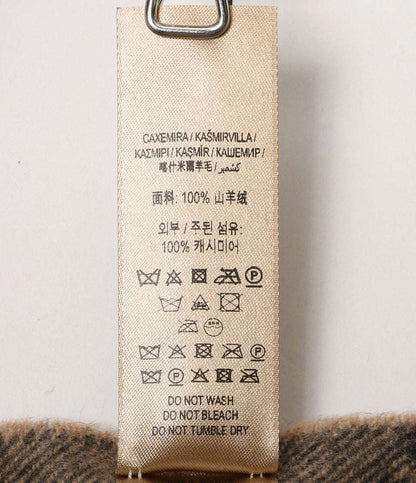 CAXEMIRA / KAŠMIRVILLA /
ΚΑΣΜΙΡΙ / KAŞMİR / КАШЕМИР /
喀什米爾羊毛 / كشمير
面料: 100% 山羊绒
외부 / 주된 섬유:
100% 캐시미어
DO NOT WASH
DO NOT BLEACH
DO NOT TUMBLE DRY